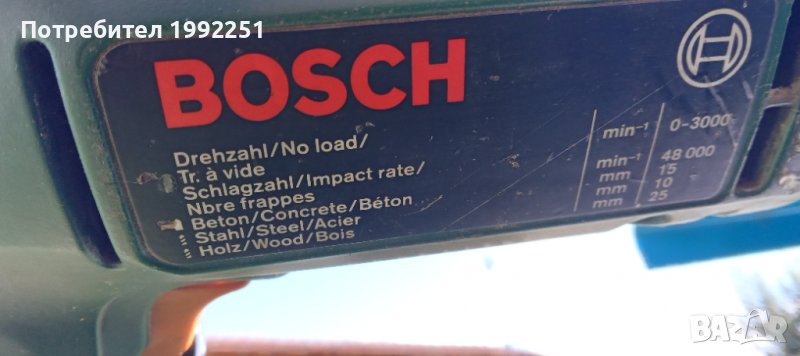 Потребител 1992251
BOSCH
Drehzahl/No load/
Tr. à vide min⁻¹ 0-3000
Schlagzahl/Impact rate/
Nbre frappes min⁻¹ 48 000
Beton/Concrete/Béton mm 15
Stahl/Steel/Acier mm 10
Holz/Wood/Bois mm 25
BAZAR